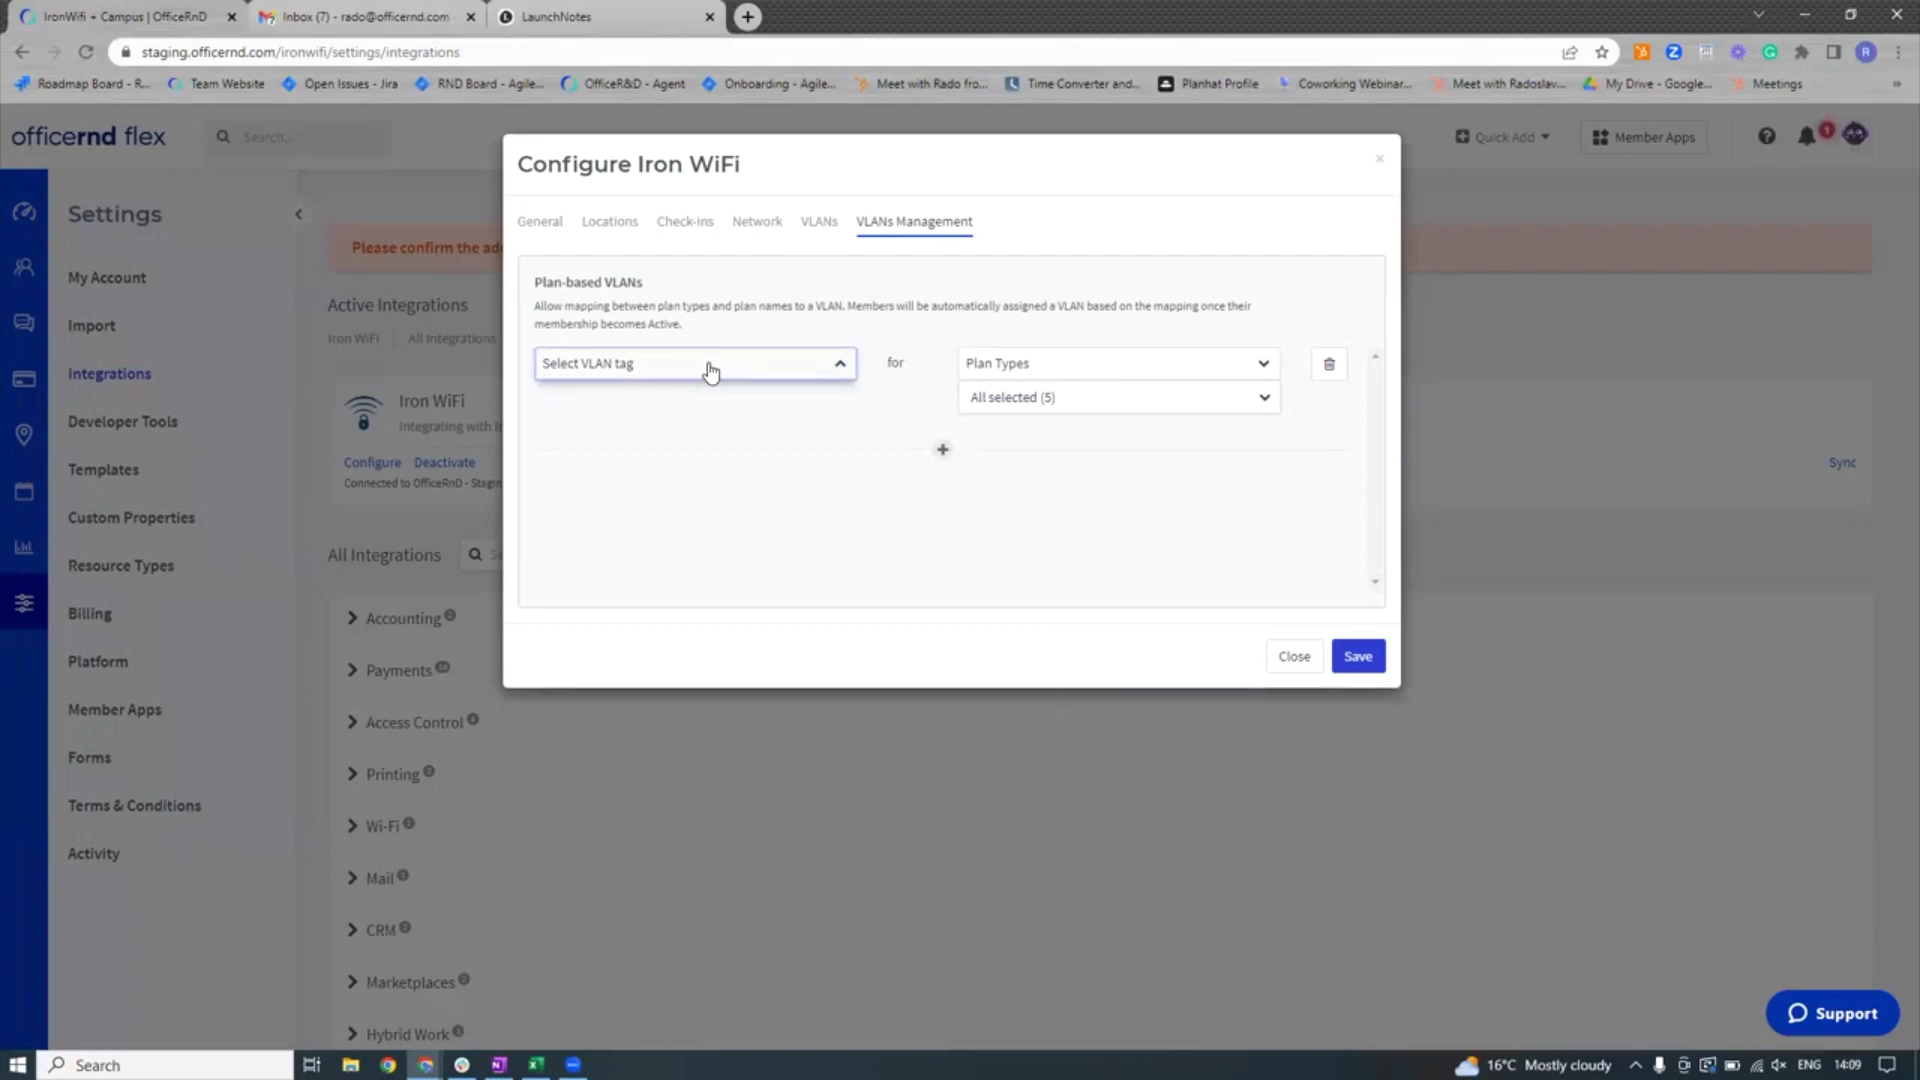 IronWifi + Campus | OfficeRnD
Inbox (7) - rado@officernd.com
LaunchNotes
staging.officernd.com/ironwifi/settings/integrations
Roadmap Board - R...
Team Website
Open Issues - Jira
RND Board - Agile...
OfficeR&D - Agent
Onboarding - Agile...
Meet with Rado fro...
Time Converter and...
Planhat Profile
Coworking Webinar...
Meet with Radoslav...
My Drive - Google...
Meetings
officernd flex
Search...
Quick Add
Member Apps
1
Settings
My Account
Import
Integrations
Developer Tools
Templates
Custom Properties
Resource Types
Billing
Platform
Member Apps
Forms
Terms & Conditions
Activity
Please confirm the ad
Active Integrations
Iron WiFi
All Integrations
Iron WiFi
Integrating with
Configure Deactivate
Connected to OfficeRnD - Stagin
Sync
All Integrations
Accounting
Payments
Access Control
Printing
Wi-Fi
Mail
CRM
Marketplaces
Hybrid Work
Configure Iron WiFi
General
Locations
Check-ins
Network
VLANs
VLANs Management
Plan-based VLANs
Allow mapping between plan types and plan names to a VLAN. Members will be automatically assigned a VLAN based on the mapping once their
membership becomes Active.
Select VLAN tag
for
Plan Types
All selected (5)
Close
Save
Support
Search
16°C Mostly cloudy
ENG
14:09